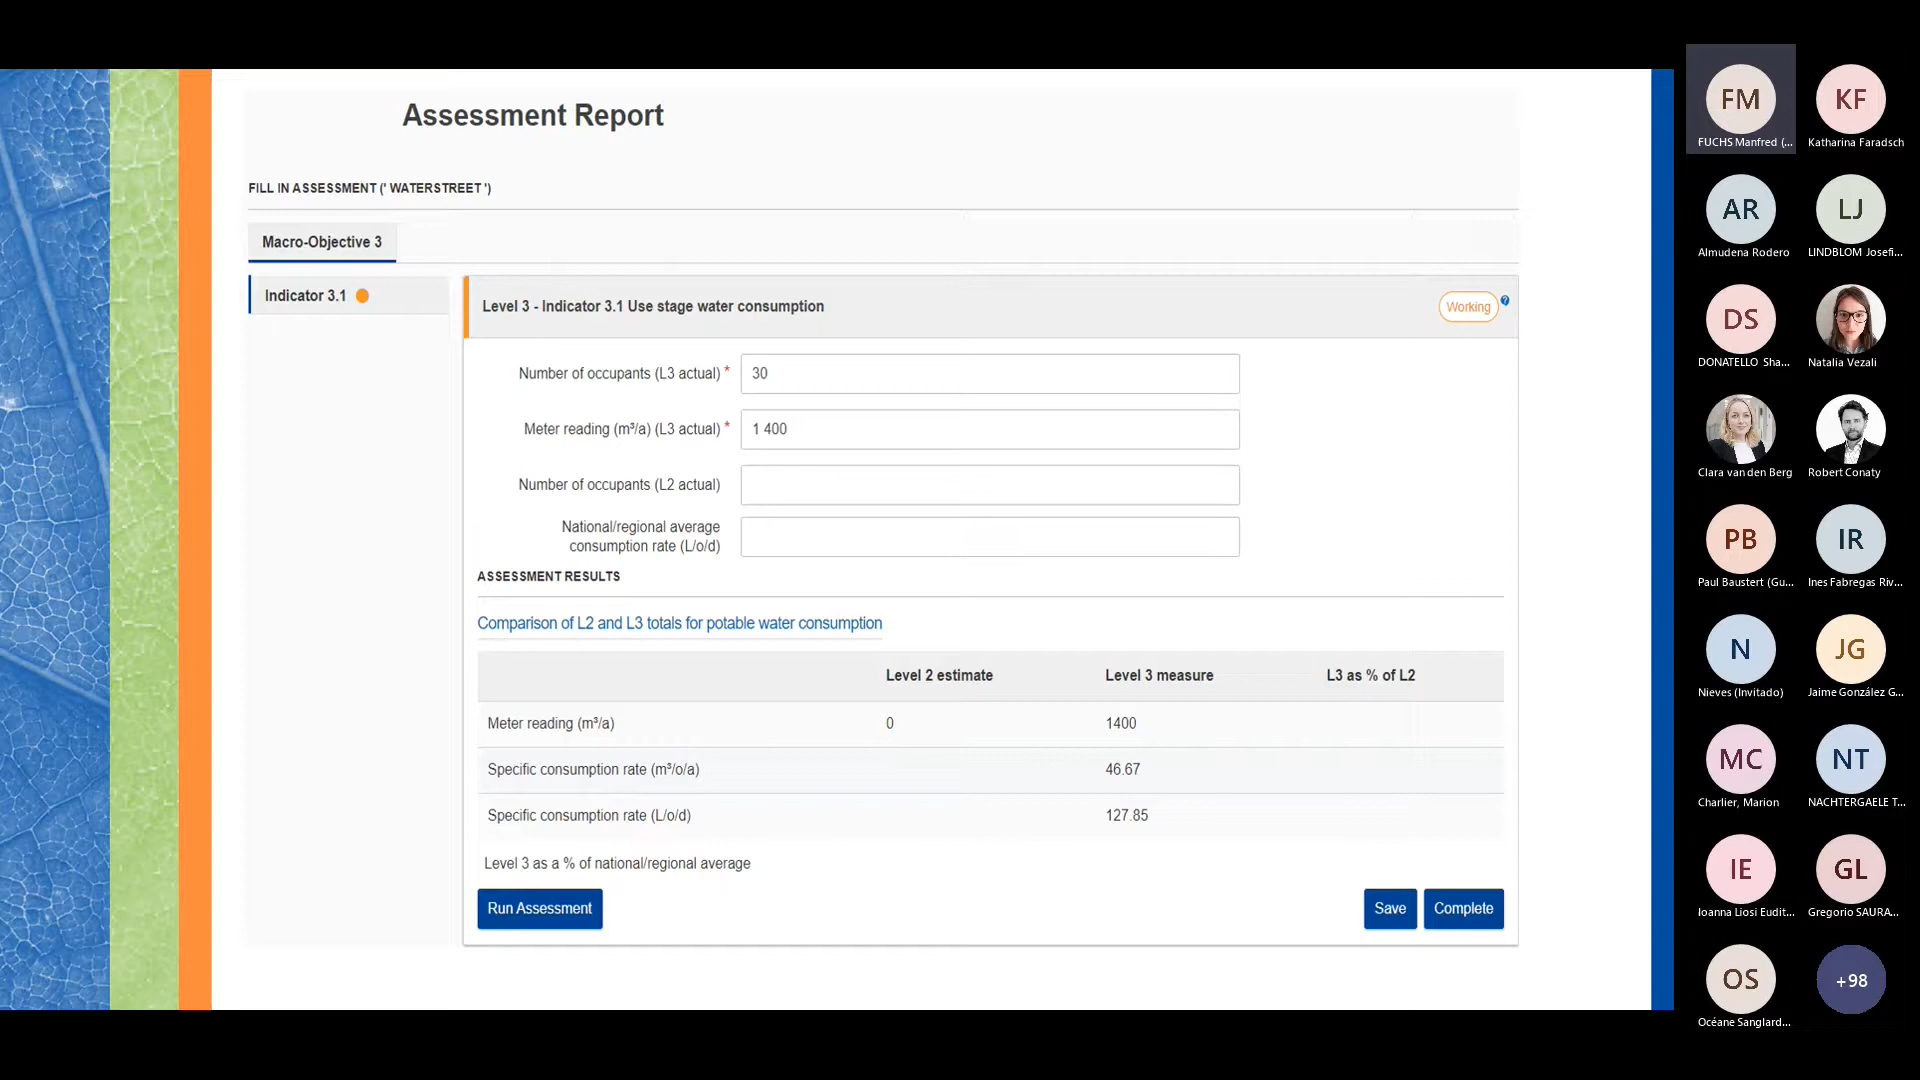 Assessment Report
FILL IN ASSESSMENT (' WATERSTREET ')
Macro-Objective 3
Indicator 3.1
Level 3 - Indicator 3.1 Use stage water consumption
Working
?
Number of occupants (L3 actual) *
30
Meter reading (m³/a) (L3 actual) *
1 400
Number of occupants (L2 actual)
National/regional average
consumption rate (L/o/d)
ASSESSMENT RESULTS
Comparison of L2 and L3 totals for potable water consumption
Level 2 estimate Level 3 measure L3 as % of L2
Meter reading (m³/a) 0 1400
Specific consumption rate (m³/o/a) 46.67
Specific consumption rate (L/o/d) 127.85
Level 3 as a % of national/regional average
Run Assessment
Save
Complete
FM
FUCHS Manfred (...
KF
Katharina Faradsch
AR
Almudena Rodero
LJ
LINDBLOM Josefi...
DS
DONATELLO Sha...
Natalia Vezali
Clara van den Berg
Robert Conaty
PB
Paul Baustert (Gu...
IR
Ines Fabregas Riv...
N
Nieves (Invitado)
JG
Jaime González G...
MC
Charlier, Marion
NT
NACHTERGAELE T...
IE
Ioanna Liosi Eudit...
GL
Gregorio SAURA...
OS
Océane Sanglard...
+98